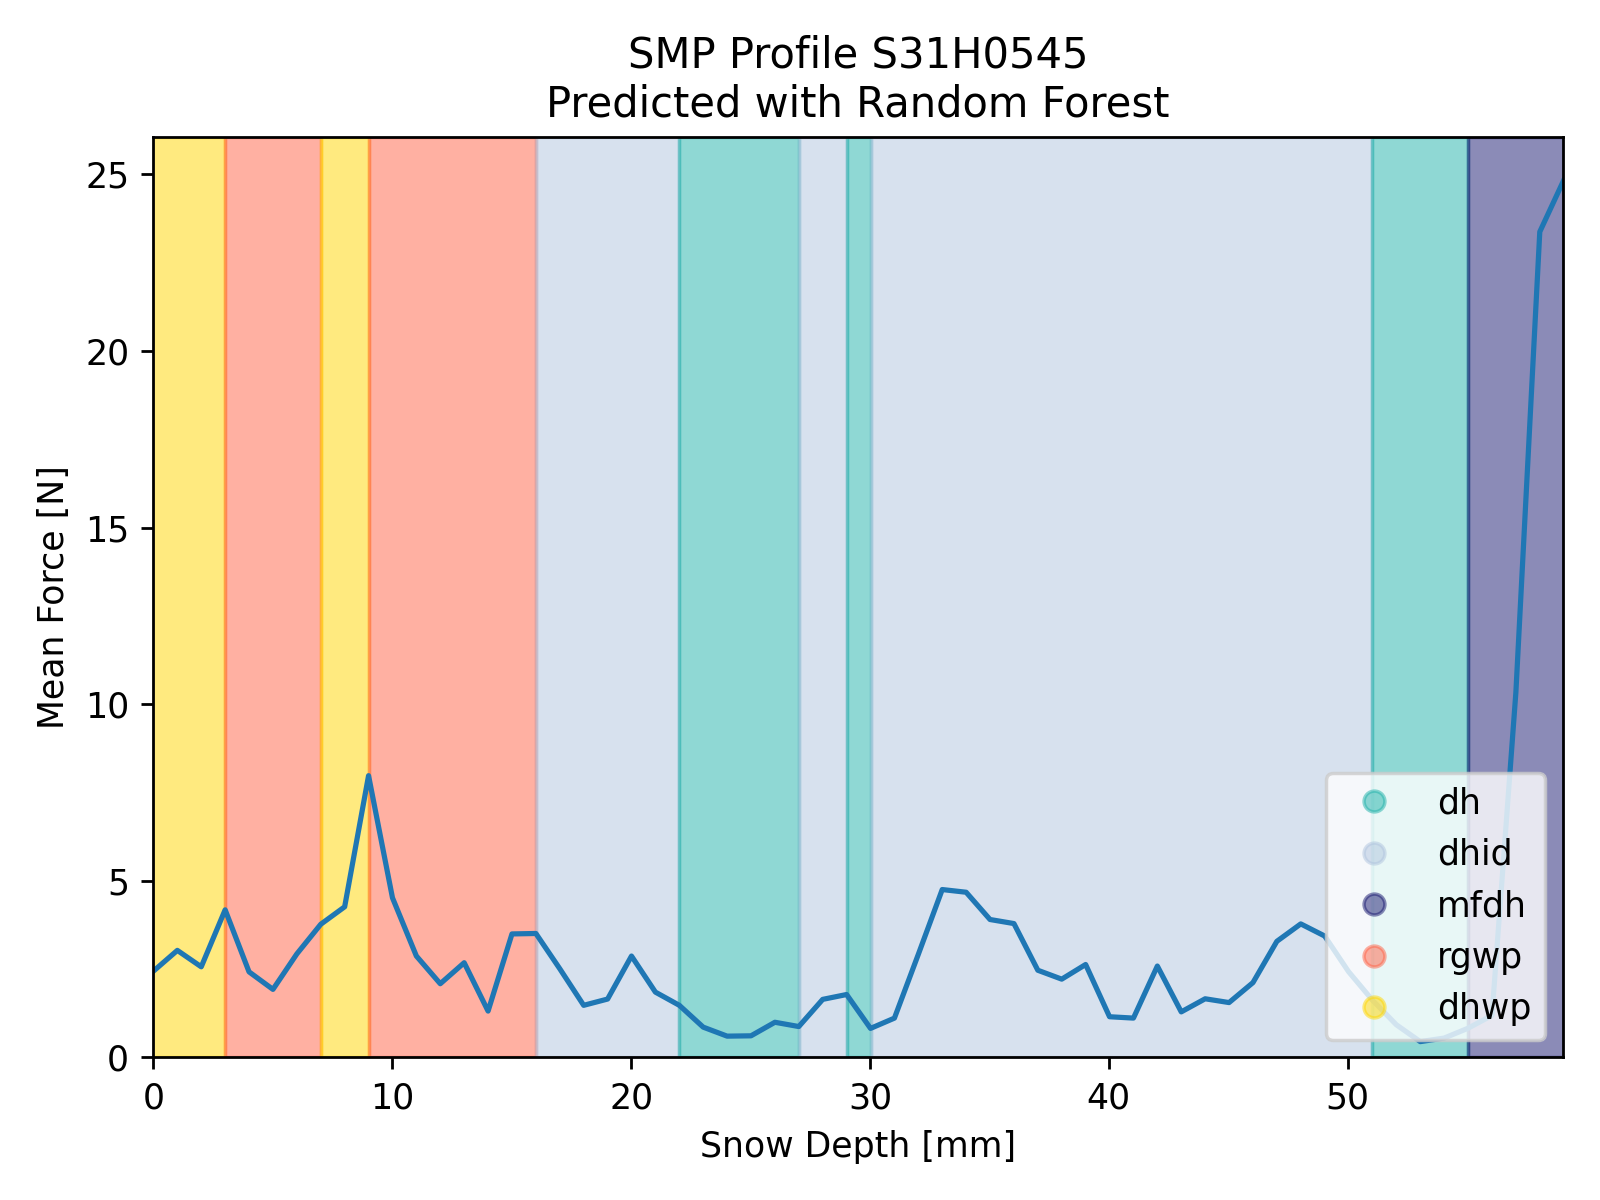 SMP Profile S31H0545
Predicted with Random Forest
Mean Force [N]
25
20
15
10
5
0
0 10 20 30 40 50
Snow Depth [mm]
dh
dhid
mfdh
rgwp
dhwp